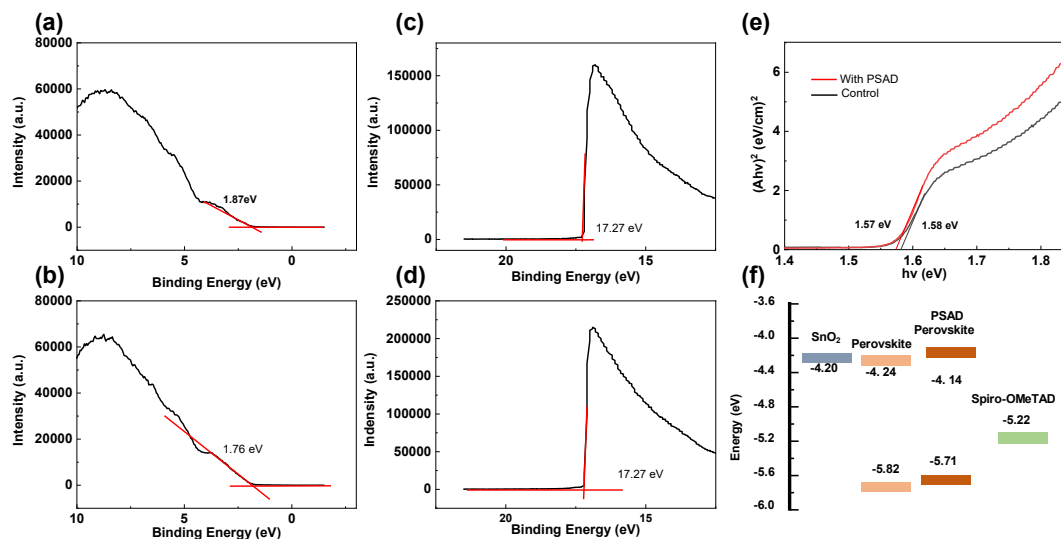 (a)
80000
60000
40000
20000
0
Intensity (a.u.)
1.87eV
10
5
0
Binding Energy (eV)
(b)
80000
60000
40000
20000
0
Intensity (a.u.)
1.76 eV
10
5
0
Binding Energy (eV)
(c)
150000
100000
50000
0
Intensity (a.u.)
17.27 eV
20
15
Binding Energy (eV)
(d)
250000
200000
150000
100000
50000
0
Indensity (a.u.)
17.27 eV
20
15
Binding Energy (eV)
(e)
6
4
2
0
(Ahv)² (eV/cm)²
With PSAD
Control
1.57 eV
1.58 eV
1.4
1.5
1.6
1.7
1.8
hv (eV)
(f)
-3.6
-4.0
-4.4
-4.8
-5.2
-5.6
-6.0
Energy (eV)
SnO₂
-4.20
Perovskite
-4. 24
PSAD
Perovskite
-4. 14
Spiro-OMeTAD
-5.22
-5.82
-5.71